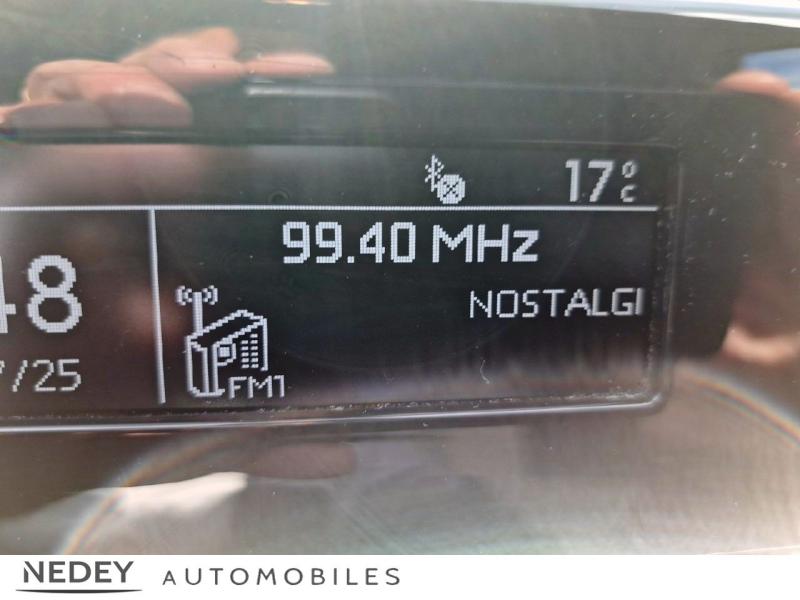 17°C
99.40 MHz
48
NOSTALGI
/25
FM1
NEDEY AUTOMOBILES